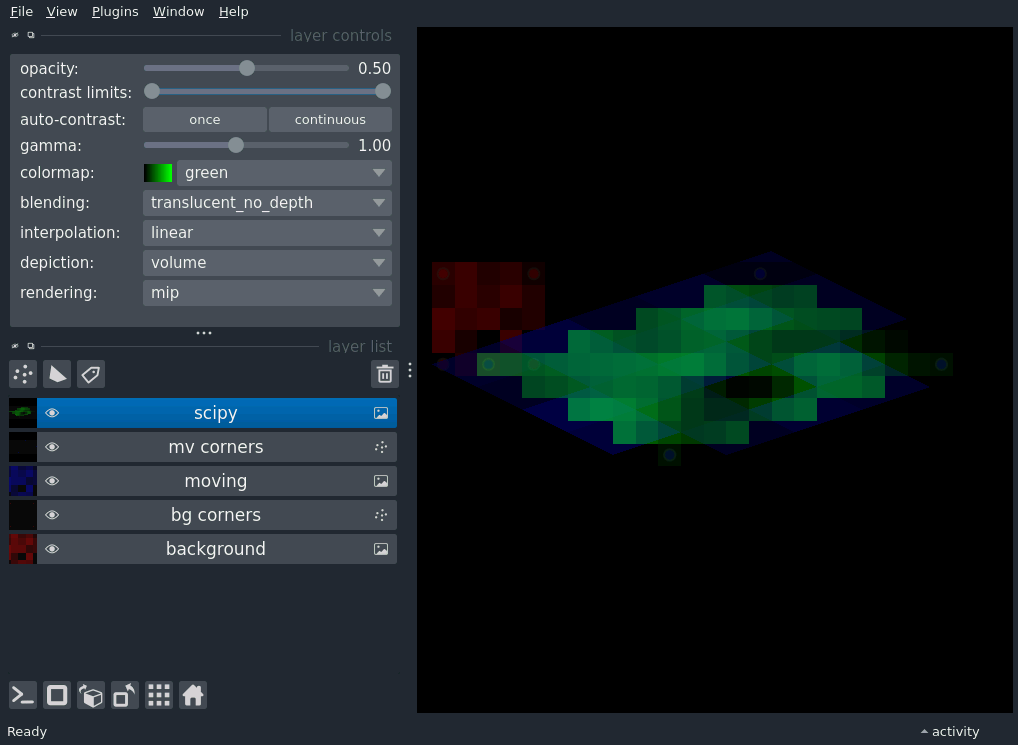 File View Plugins Window Help
layer controls
opacity: 0.50
contrast limits:
auto-contrast: once continuous
gamma: 1.00
colormap: green
blending: translucent_no_depth
interpolation: linear
depiction: volume
rendering: mip
layer list
scipy
mv corners
moving
bg corners
background
Ready activity